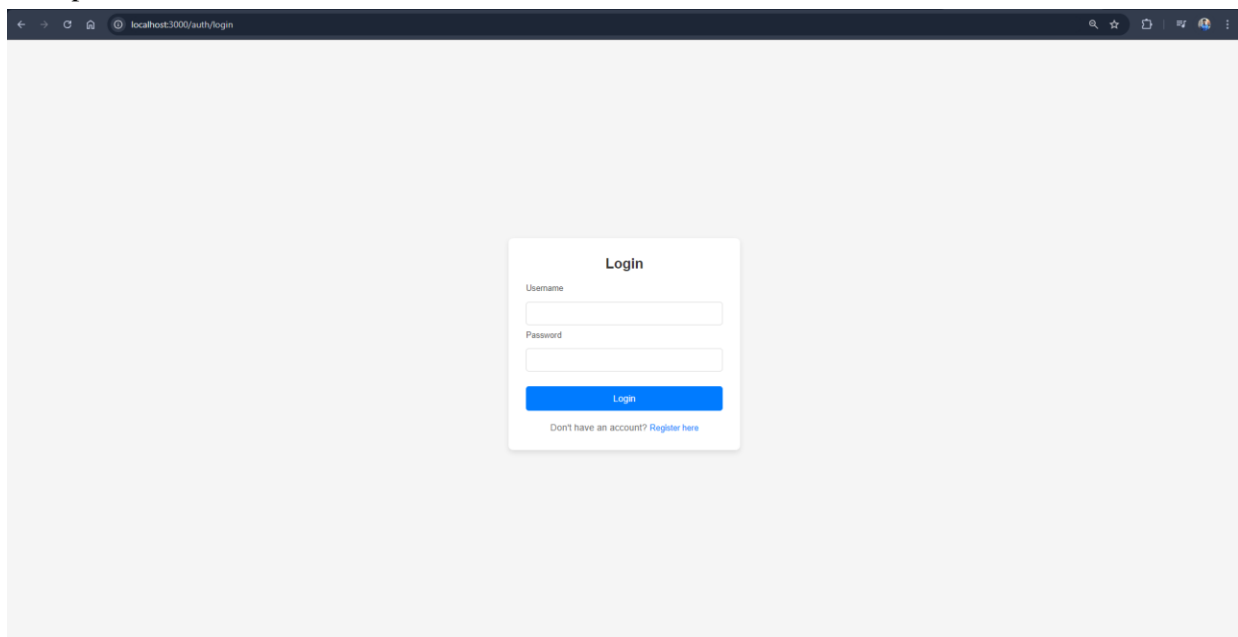 localhost:3000/auth/login
Login
Username
Password
Login
Don't have an account? Register here